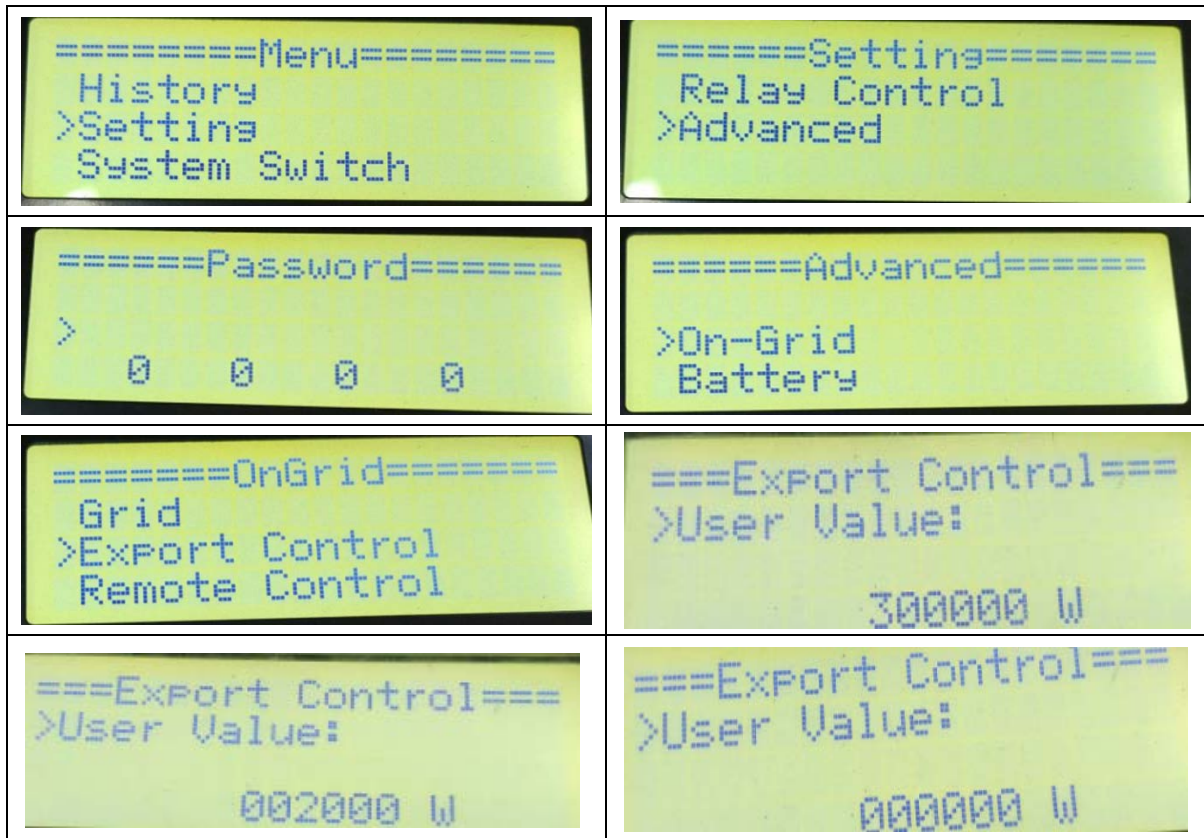 ========Menu========
History
>Setting
System Switch
======Setting=======
Relay Control
>Advanced
======Password======
>
0 0 0 0
======Advanced======
>On-Grid
Battery
=======OnGrid=======
Grid
>Export Control
Remote Control
===Export Control===
>User Value:
300000 W
===Export Control===
>User Value:
002000 W
===Export Control===
>User Value:
000000 W